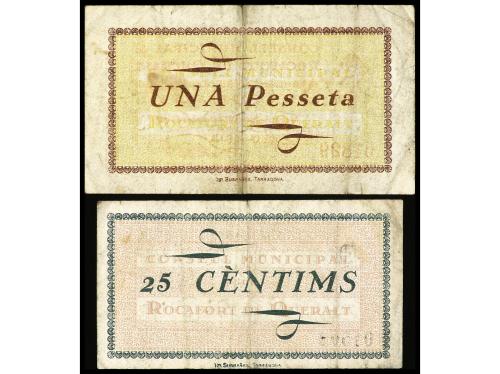 UNA Pesseta
ROCAFORT DE QUERALT
CONSELL MUNICIPAL
25 CÈNTIMS
ROCAFORT DE QUERALT